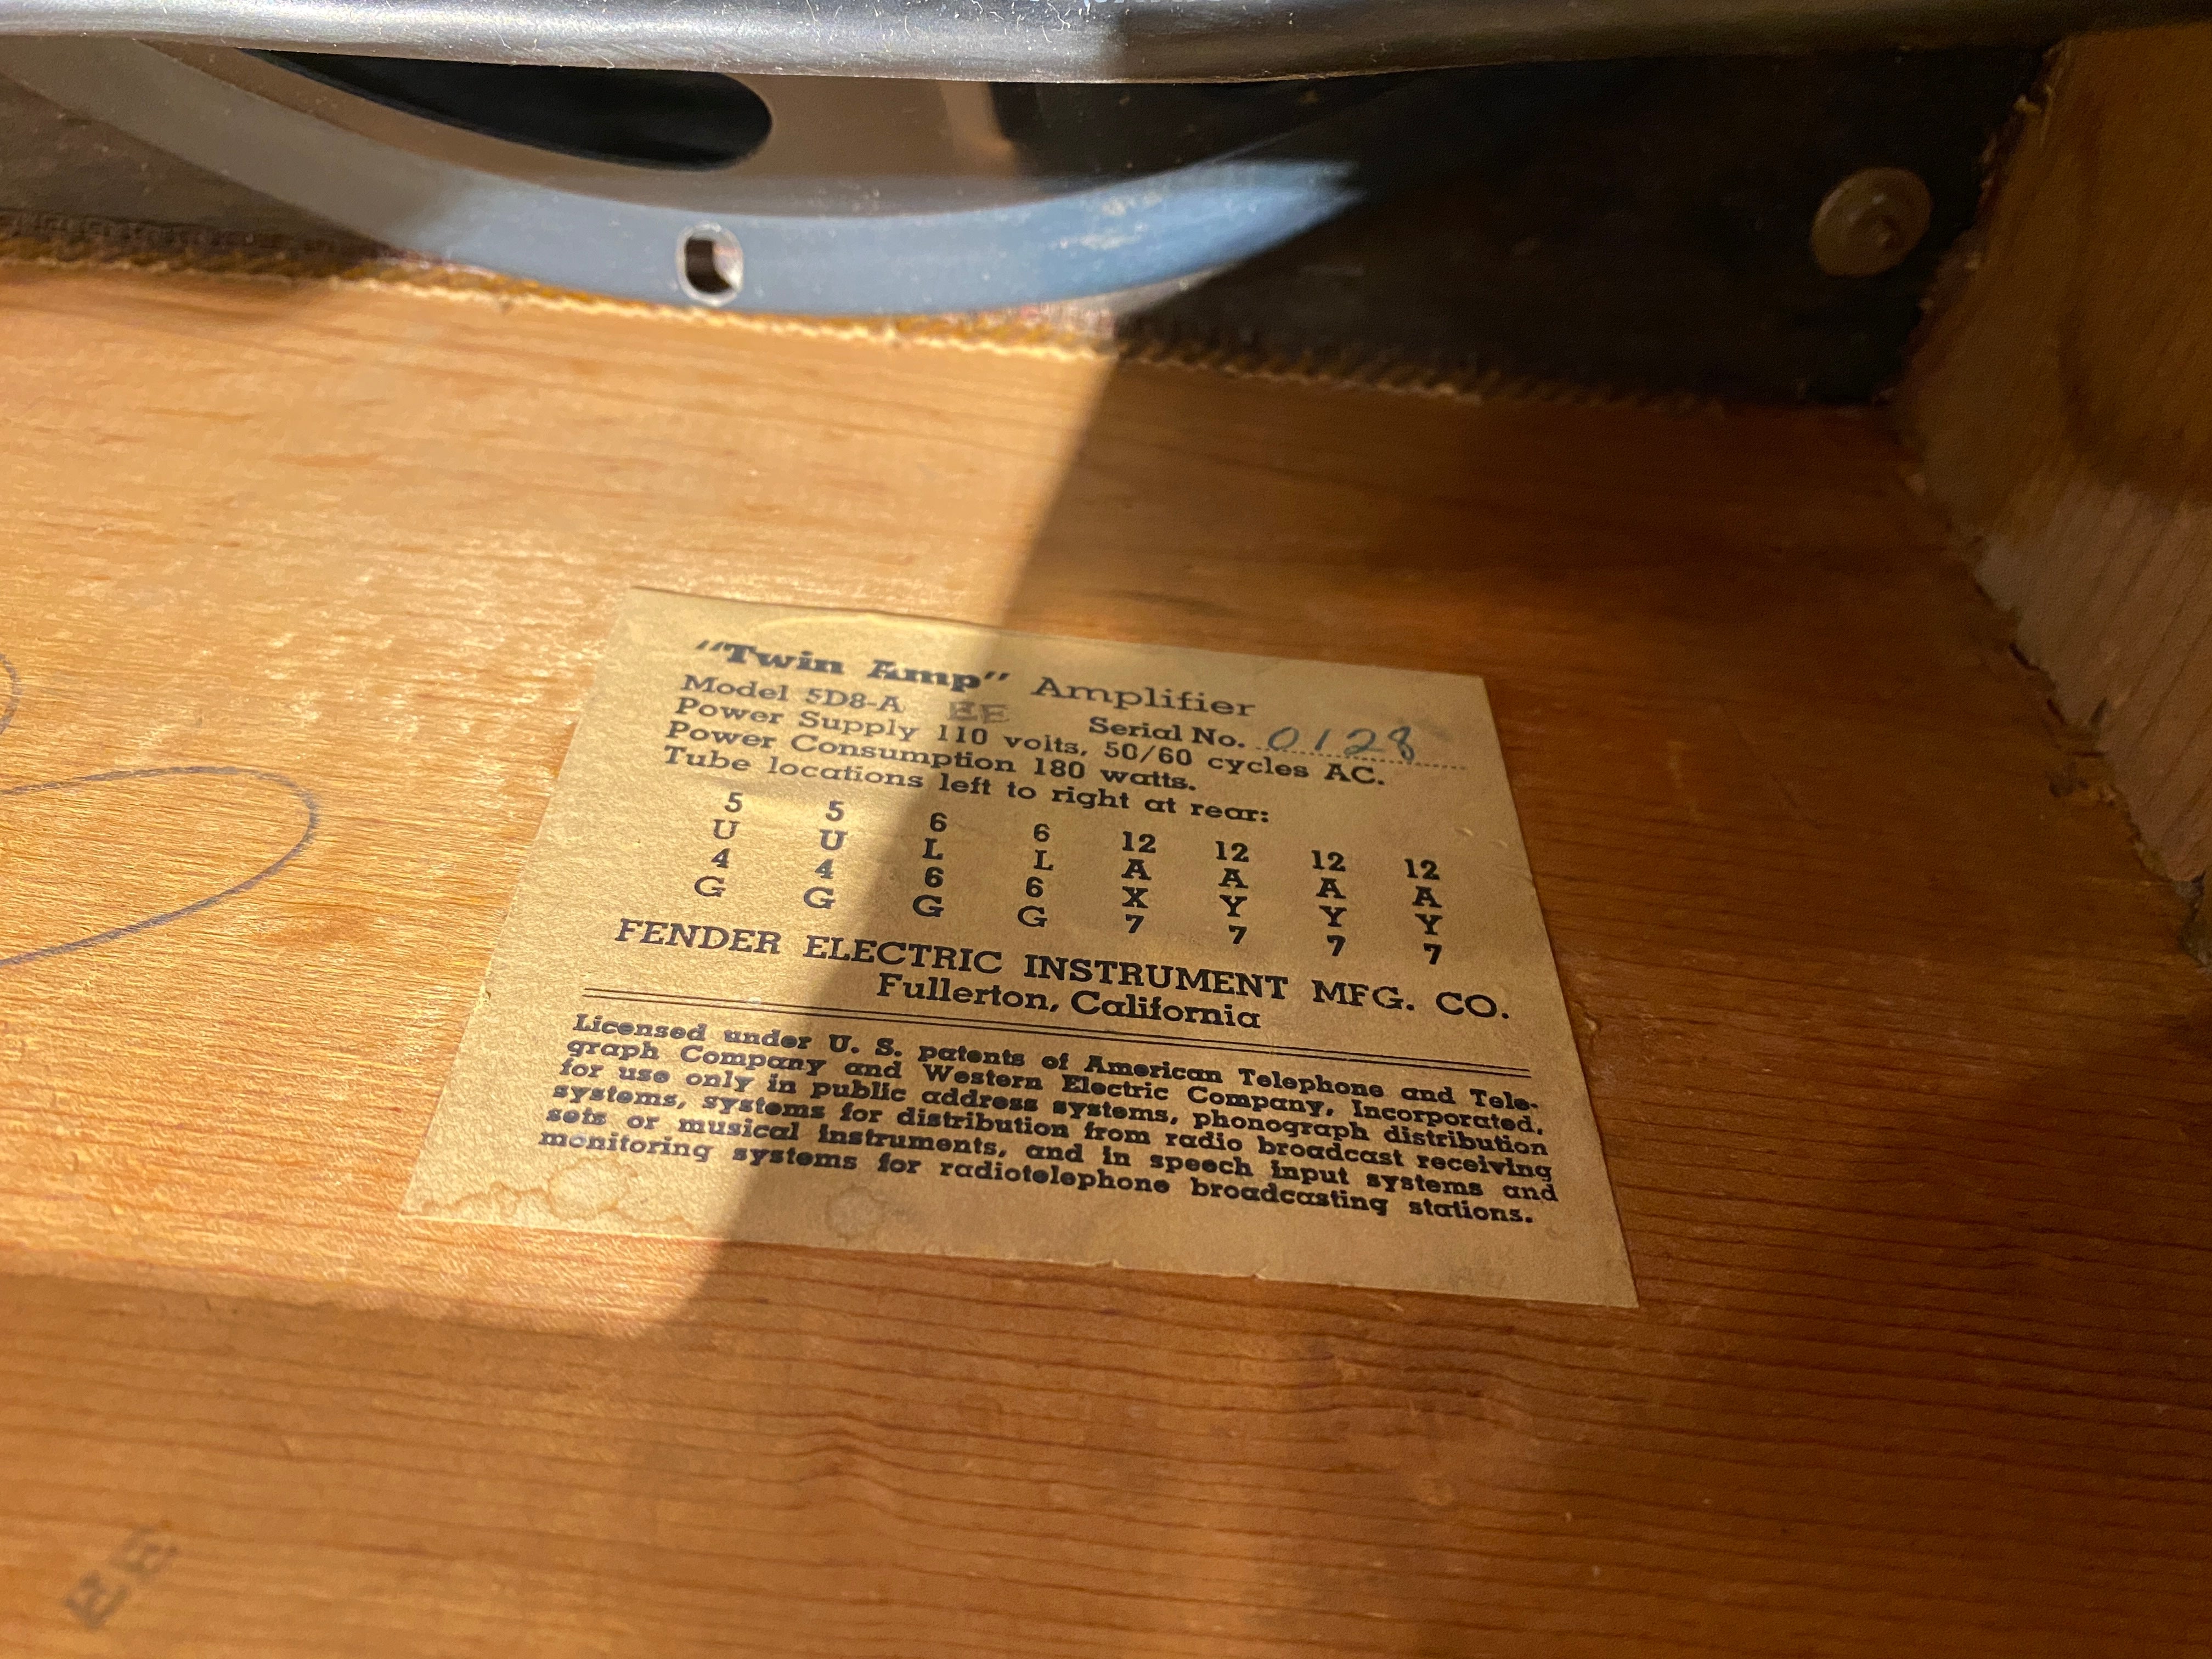 "Twin Amp" Amplifier
Model 5D8-A EE Serial No. 0128
Power Supply 110 volts, 50/60 cycles AC.
Power Consumption 180 watts.
Tube locations left to right at rear:
5 5 6 6 12 12 12 12
U U L L A A A A
4 4 6 6 X Y Y Y
G G G G 7 7 7 7
FENDER ELECTRIC INSTRUMENT MFG. CO.
Fullerton, California
Licensed under U. S. patents of American Telephone and Tele-
graph Company and Western Electric Company, Incorporated,
for use only in public address systems, phonograph distribution
systems, systems for distribution from radio broadcast receiving
sets or musical instruments, and in speech input systems and
monitoring systems for radiotelephone broadcasting stations.
EE